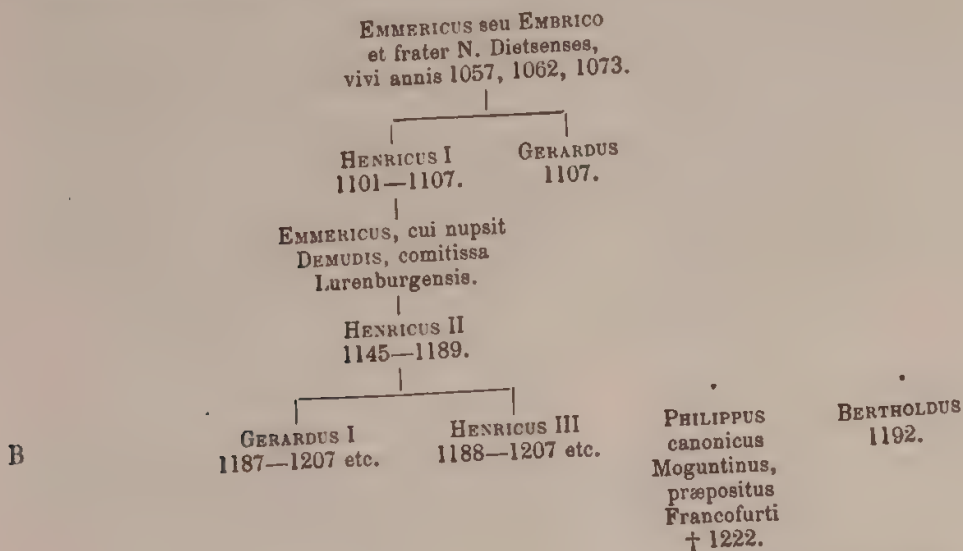 EMMERICUS seu EMBRICO
et frater N. Dietsenses,
vivi annis 1057, 1062, 1073.
HENRICUS I
1101—1107.
GERARDUS
1107.
EMMERICUS, cui nupsit
DEMUDIS, comitissa
Lurenburgensis.
HENRICUS II
1145—1189.
B
GERARDUS I
1187—1207 etc.
HENRICUS III
1188—1207 etc.
PHILIPPUS
canonicus
Moguntinus,
præpositus
Francofurti
† 1222.
BERTHOLDUS
1192.